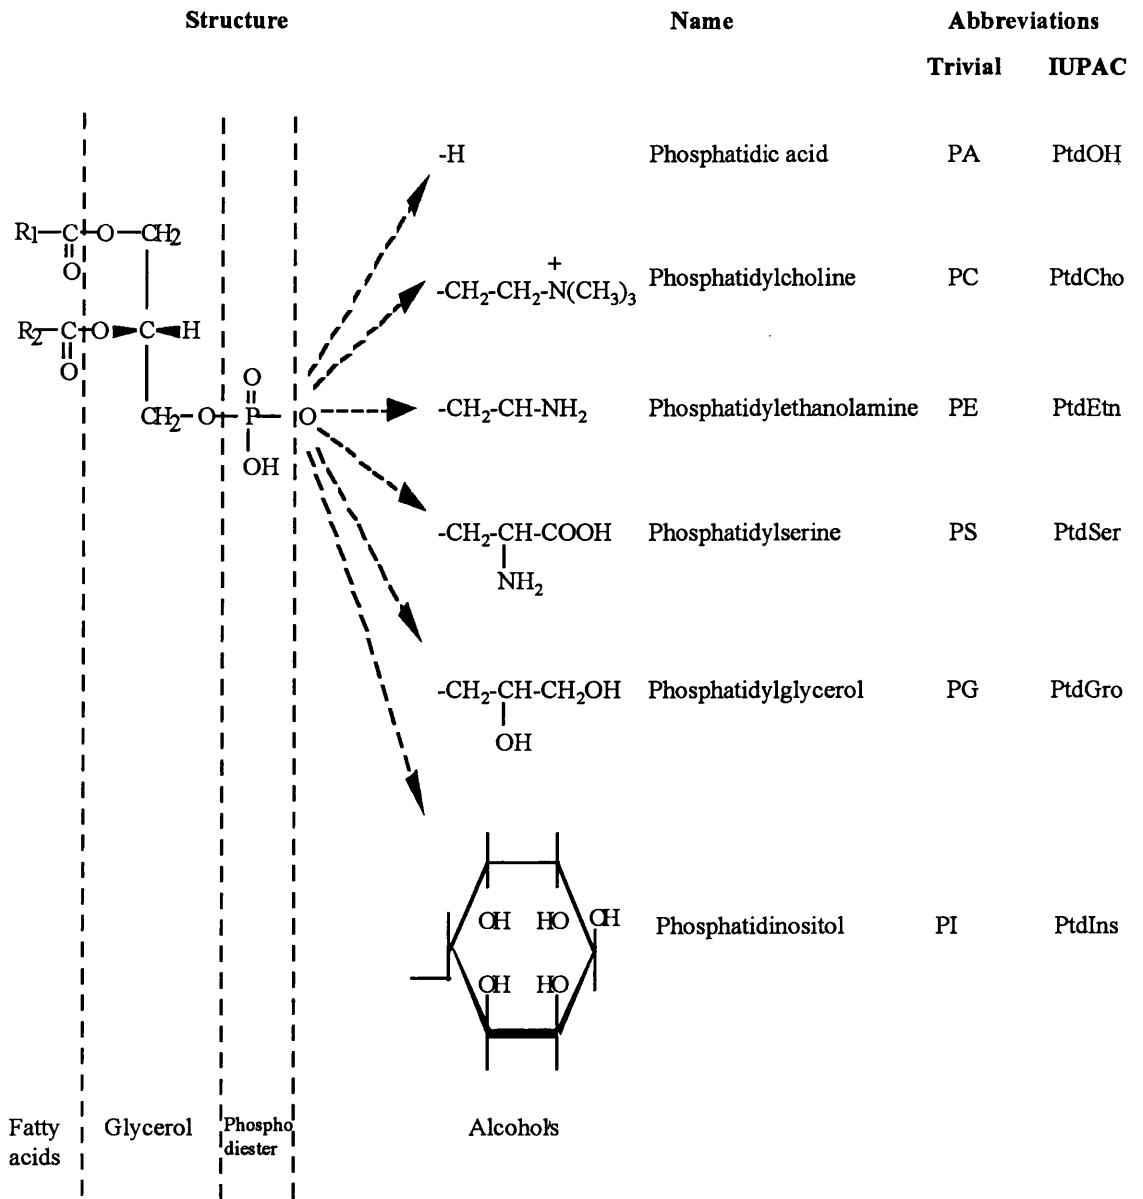 Structure Name Abbreviations
Trivial IUPAC
-H Phosphatidic acid PA PtdOH
R1—C—O—CH2
O
+
-CH2-CH2-N(CH3)3 Phosphatidylcholine PC PtdCho
R2—C—O C H
O
O
CH2—O—P—O -CH2-CH-NH2 Phosphatidylethanolamine PE PtdEtn
OH
-CH2-CH-COOH Phosphatidylserine PS PtdSer
NH2
-CH2-CH-CH2OH Phosphatidylglycerol PG PtdGro
OH
OH HO OH Phosphatidinositol PI PtdIns
OH HO
Fatty acids
Glycerol
Phospho
diester
Alcohols